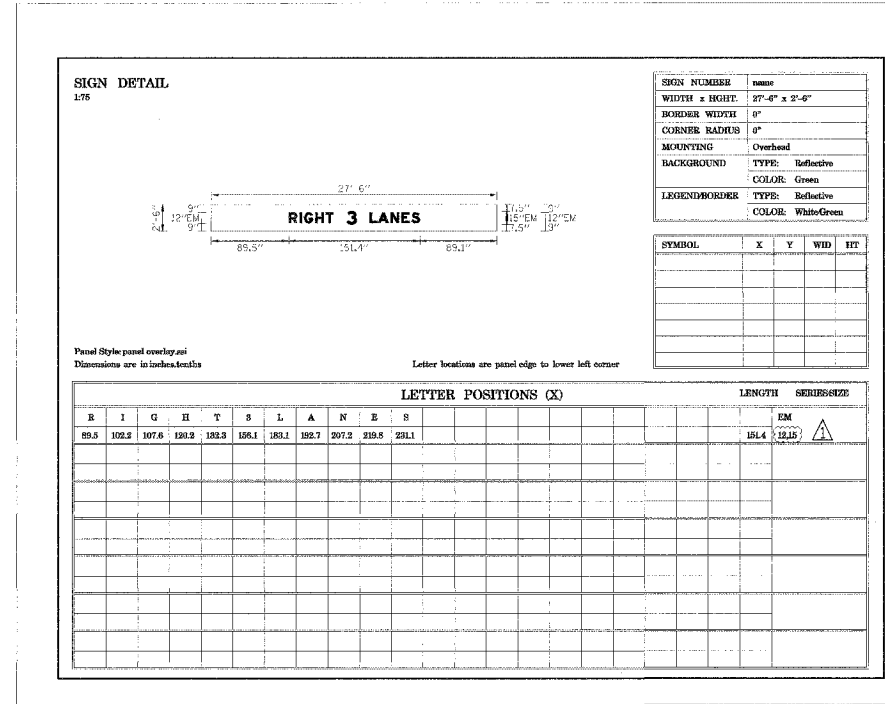 SIGN DETAIL
1:75
27' 6"
2'-6"
9"
12"EM
9"
RIGHT 3 LANES
7.5"
15"EM
7.5"
9"
12"EM
9"
89.5"
151.4"
89.1"
SIGN NUMBER name
WIDTH x HGHT. 27'-6" x 2'-6"
BORDER WIDTH 0"
CORNER RADIUS 0"
MOUNTING Overhead
BACKGROUND TYPE: Reflective
COLOR: Green
LEGEND/BORDER TYPE: Reflective
COLOR: White/Green
SYMBOL X Y WID HT
Panel Style: panel overlay.ssi
Dimensions are in inches.tenths
Letter locations are panel edge to lower left corner
LETTER POSITIONS (X) LENGTH SERIES/SIZE
R I G H T 3 L A N E S EM
89.5 102.2 107.6 120.2 132.3 156.1 183.1 192.7 207.2 219.8 231.1 151.4 12,15 1